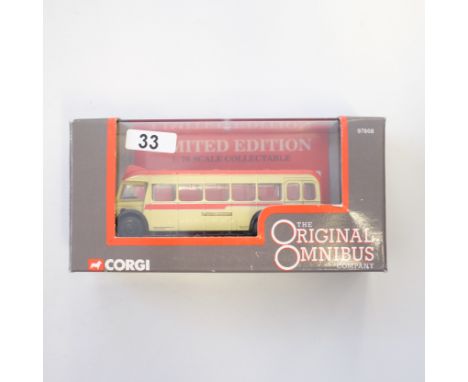 97868
33
LIMITED EDITION
1:76 SCALE COLLECTABLE
THE
ORIGINAL
OMNIBUS
COMPANY
CORGI